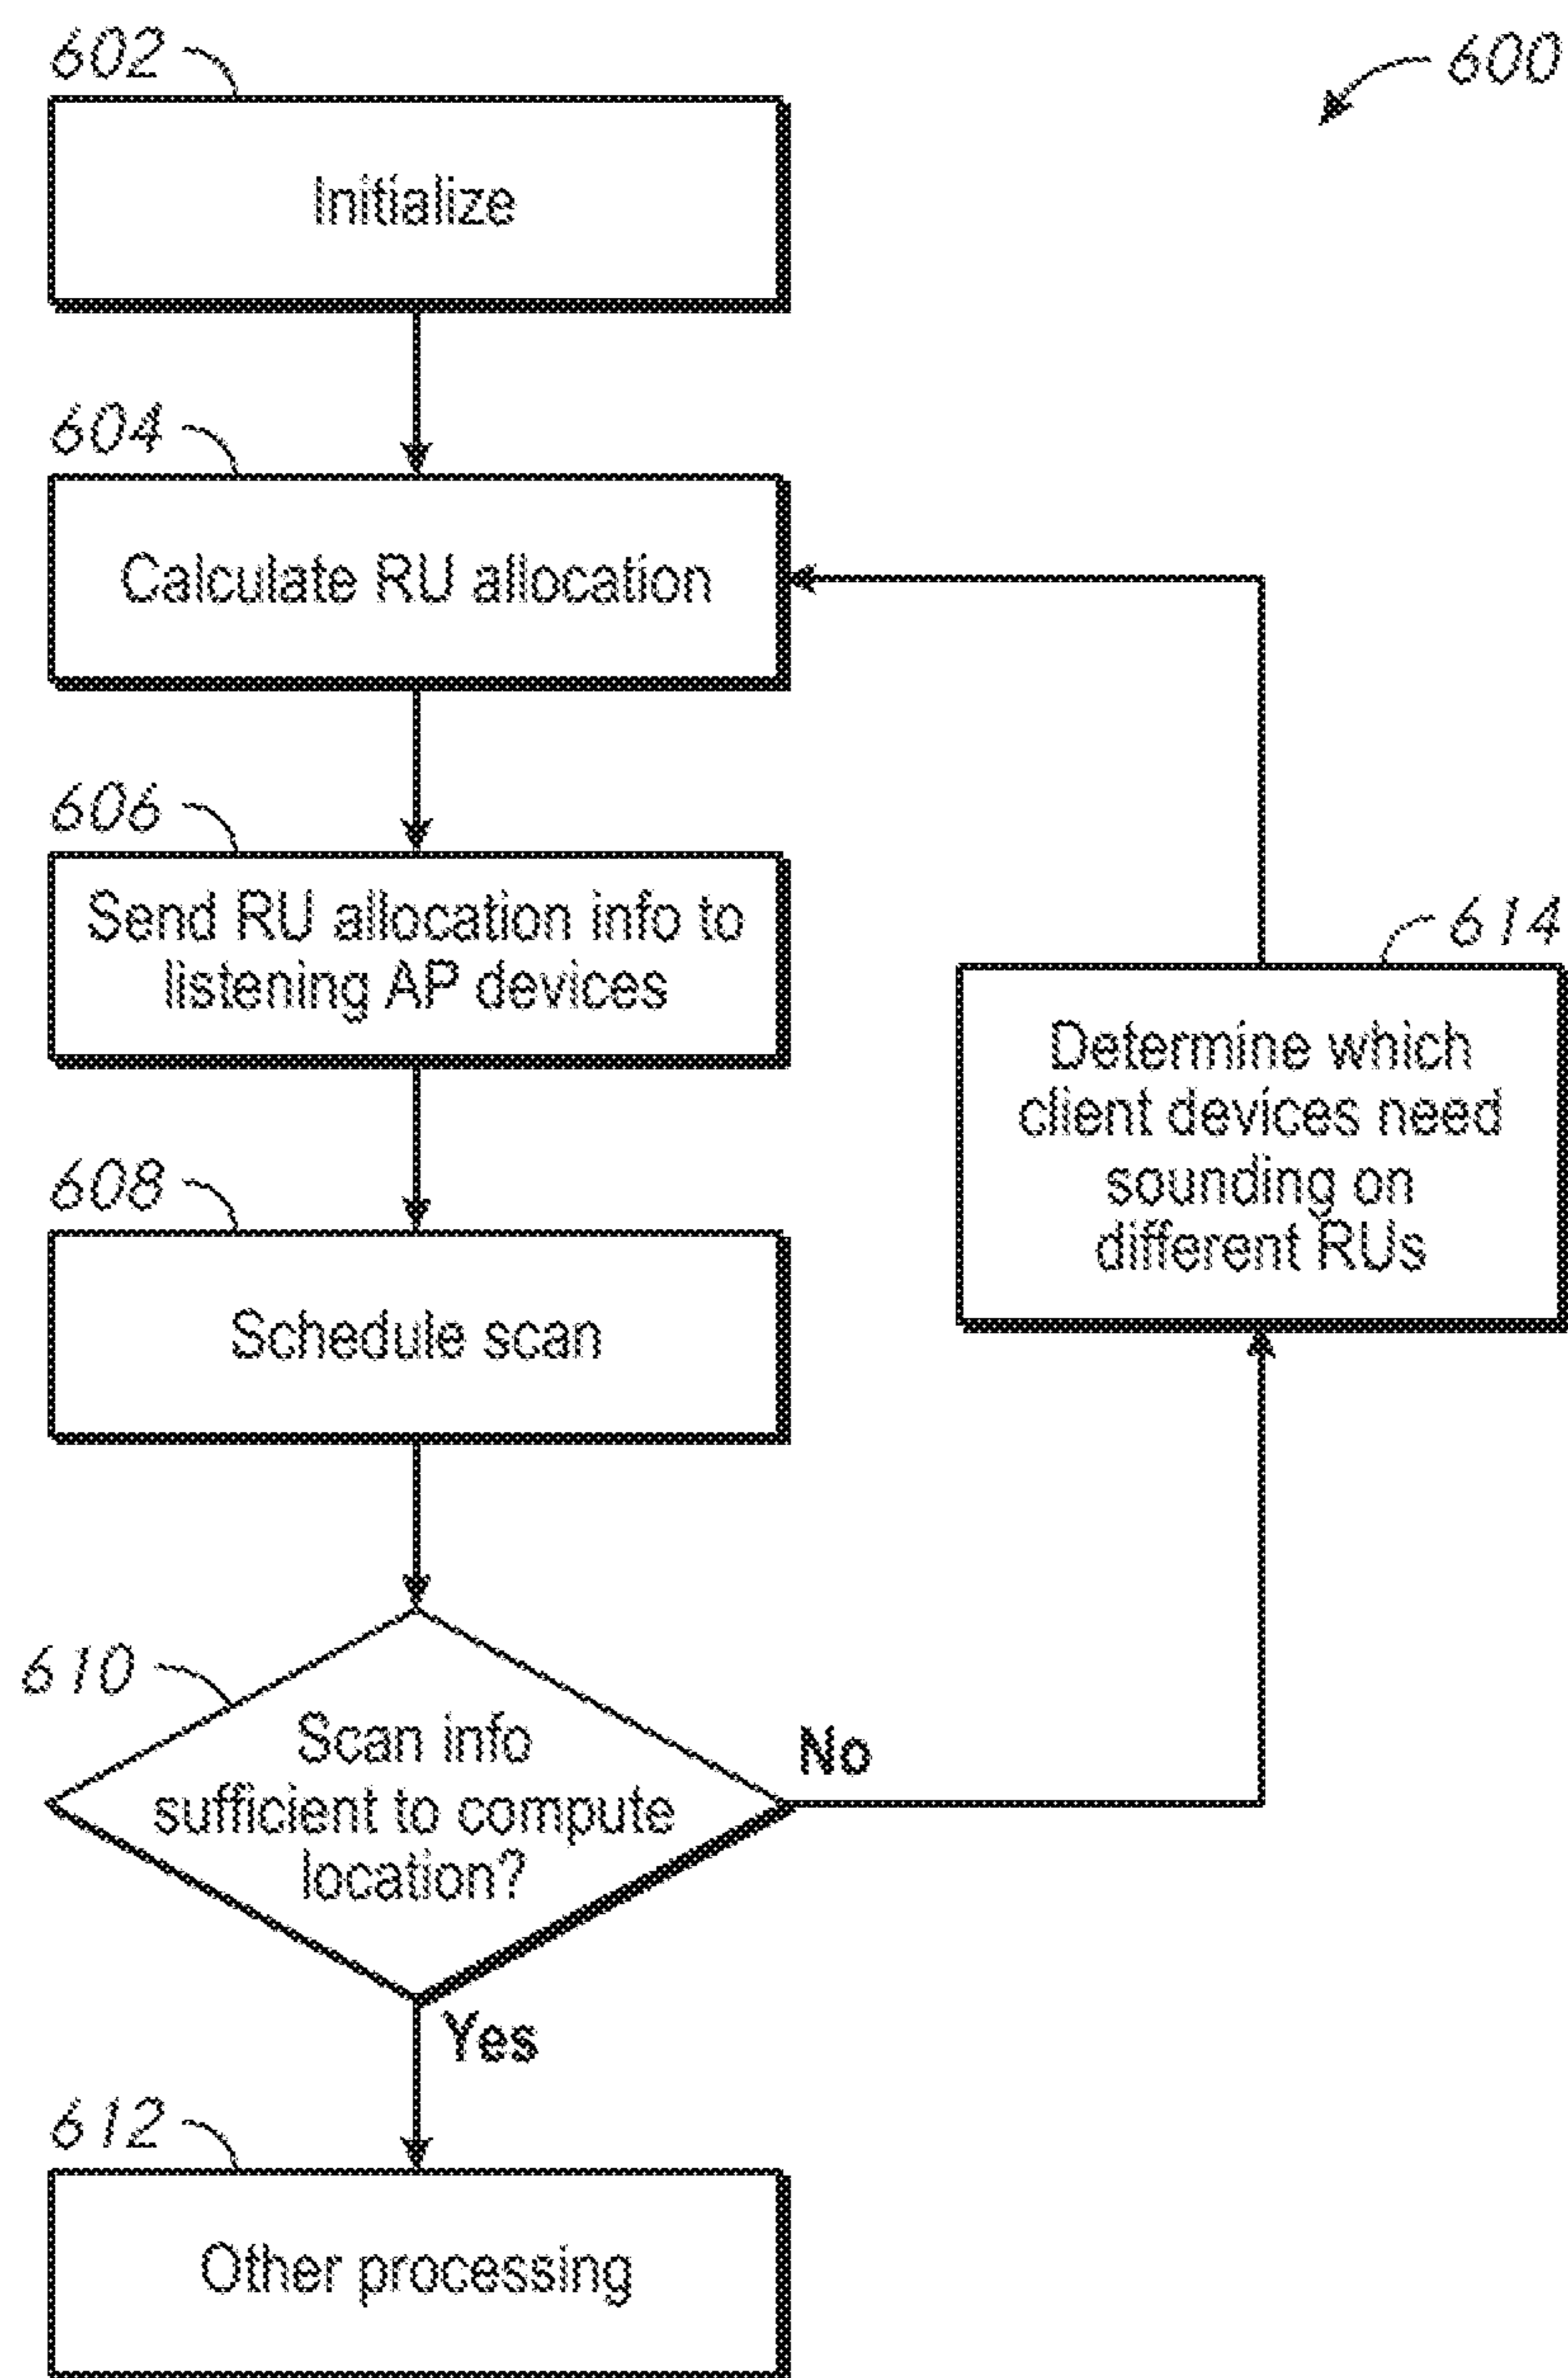 602
600
Initialize
604
Calculate RU allocation
606
Send RU allocation info to
listening AP devices
614
Determine which
client devices need
sounding on
different RUs
608
Schedule scan
610
Scan info
sufficient to compute
location?
No
Yes
612
Other processing